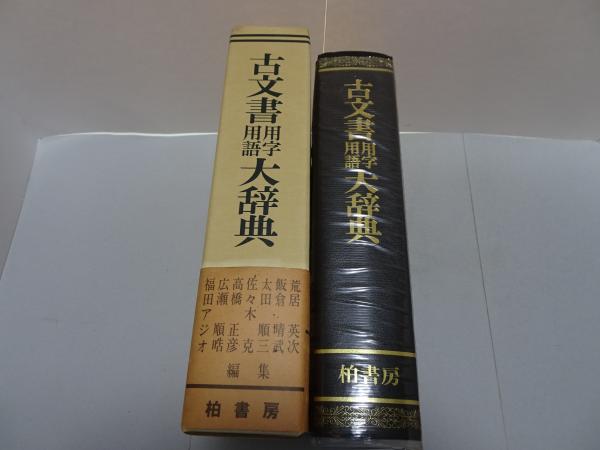 古文書用字用語大辞典
荒居英次
飯倉晴武
太田順三
佐々木克
高橋正彦
広瀬順晧
福田アジオ
編集
柏書房
古文書用字用語大辞典
柏書房